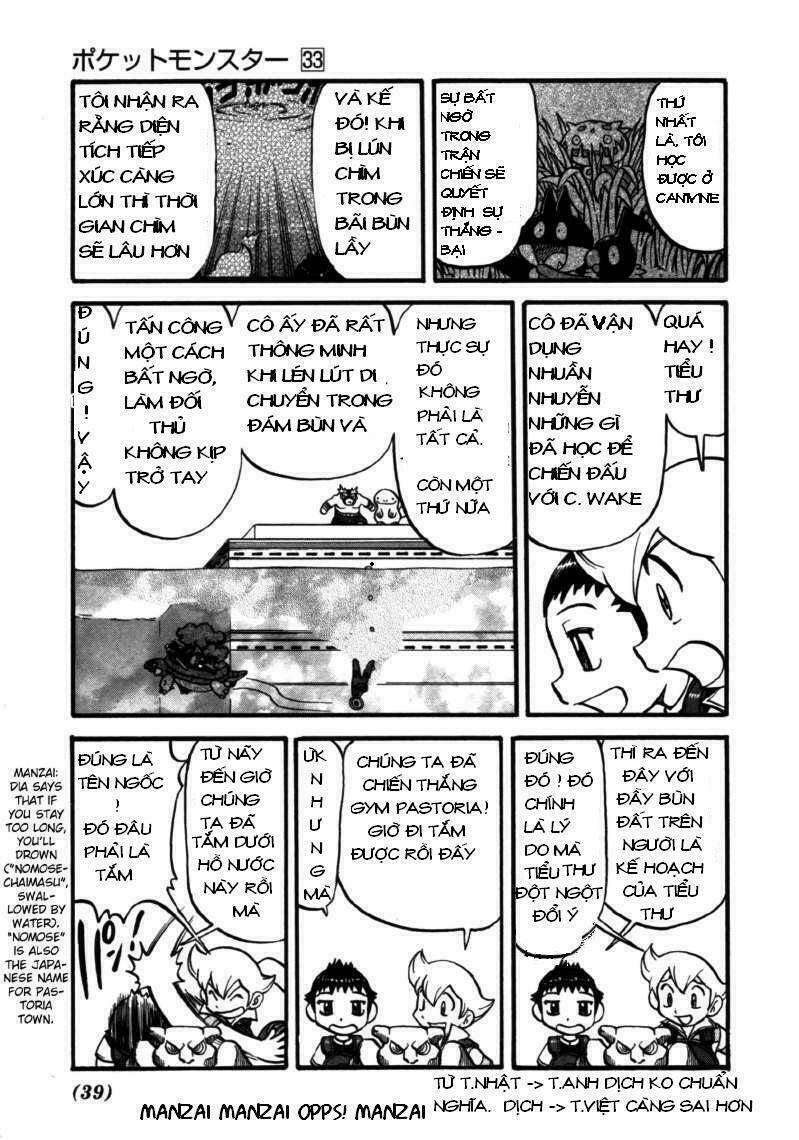 ポケットモンスター 33
THỨ
NHẤT
LÀ, TÔI
HỌC
ĐƯỢC Ở
CANIVNE
SỰ BẤT
NGỜ
TRONG
TRẬN
CHIẾN SẼ
QUYẾT
ĐỊNH SỰ
THẮNG -
BẠI
VÀ KẾ
ĐÓ! KHI
BỊ LÚN
CHÌM
TRONG
BÃI BÙN
LẦY
TÔI NHẬN RA
RẰNG DIỆN
TÍCH TIẾP
XÚC CÀNG
LỚN THÌ THỜI
GIAN CHÌM
SẼ LÂU HƠN
QUÁ
HAY !
TIỂU
THƯ
CÔ ĐÃ VẬN
DỤNG
NHUẦN
NHUYỄN
NHỮNG GÌ
ĐÃ HỌC ĐỂ
CHIẾN ĐẤU
VỚI C. WAKE
NHƯNG
THỰC SỰ
ĐÓ
KHÔNG
PHẢI LÀ
TẤT CẢ.
CÒN MỘT
THỨ NỮA
CÔ ẤY ĐÃ RẤT
THÔNG MINH
KHI LÉN LÚT DI
CHUYỂN TRONG
ĐÁM BÙN VÀ
TẤN CÔNG
MỘT CÁCH
BẤT NGỜ,
LÀM ĐỐI
THỦ
KHÔNG KỊP
TRỞ TAY
ĐÚNG! VẬY
THÌ RA ĐẾN
ĐÂY VỚI
ĐẦY BÙN
ĐẤT TRÊN
NGƯỜI LÀ
KẾ HOẠCH
CỦA TIỂU
THƯ
ĐÚNG
ĐÓ ! ĐÓ
CHÍNH
LÀ LÝ
DO MÀ
TIỂU THƯ
ĐỘT NGỘT
ĐỔI Ý
CHÚNG TA ĐÃ
CHIẾN THẮNG
GYM PASTORIA!
GIỜ ĐI TẮM
ĐƯỢC RỒI ĐẤY
ỪK
NHƯNG
MÀ
TỪ NÃY
ĐẾN GIỜ
CHÚNG
TA ĐÃ
TẮM DƯỚI
HỒ NƯỚC
NÀY RỒI
MÀ
ĐÚNG LÀ
TÊN NGỐC
!
ĐÓ ĐÂU
PHẢI LÀ
TẮM
MANZAI:
DIA SAYS
THAT IF
YOU STAY
TOO LONG,
YOU'LL
DROWN
("NOMOSE-
CHAIMASU",
SWAL-
LOWED BY
WATER).
"NOMOSE"
IS ALSO
THE JAPA-
NESE NAME
FOR PAS-
TORIA
TOWN.
(39)
MANZAI MANZAI OPPS! MANZAI
TỪ T.NHẬT -> T.ANH DỊCH KO CHUẨN
NGHĨA. DỊCH -> T.VIỆT CÀNG SAI HƠN